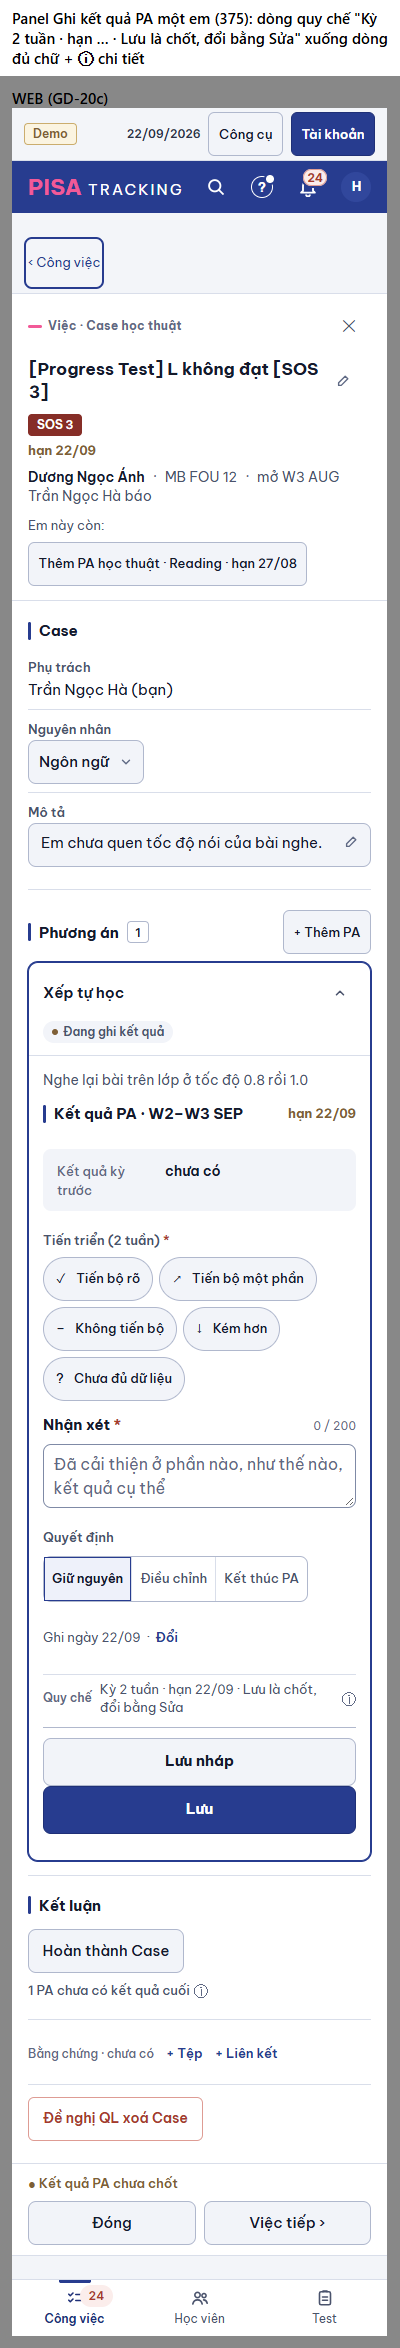 Panel Ghi kết quả PA một em (375): dòng quy chế "Kỳ
2 tuần · hạn ... · Lưu là chốt, đổi bằng Sửa" xuống dòng
đủ chữ + ⓘ chi tiết
WEB (GD-20c)
Demo 22/09/2026 Công cụ Tài khoản
PISA TRACKING ? 24 H
‹ Công việc
Việc · Case học thuật
[Progress Test] L không đạt [SOS
3]
SOS 3
hạn 22/09
Dương Ngọc Ánh · MB FOU 12 · mở W3 AUG
Trần Ngọc Hà báo
Em này còn:
Thêm PA học thuật · Reading · hạn 27/08
Case
Phụ trách
Trần Ngọc Hà (bạn)
Nguyên nhân
Ngôn ngữ
Mô tả
Em chưa quen tốc độ nói của bài nghe.
Phương án 1 + Thêm PA
Xếp tự học
Đang ghi kết quả
Nghe lại bài trên lớp ở tốc độ 0.8 rồi 1.0
Kết quả PA · W2–W3 SEP hạn 22/09
Kết quả kỳ chưa có
trước
Tiến triển (2 tuần) *
✓ Tiến bộ rõ ↗ Tiến bộ một phần
– Không tiến bộ ↓ Kém hơn
? Chưa đủ dữ liệu
Nhận xét * 0 / 200
Đã cải thiện ở phần nào, như thế nào,
kết quả cụ thể
Quyết định
Giữ nguyên Điều chỉnh Kết thúc PA
Ghi ngày 22/09 · Đổi
Quy chế Kỳ 2 tuần · hạn 22/09 · Lưu là chốt, ⓘ
đổi bằng Sửa
Lưu nháp
Lưu
Kết luận
Hoàn thành Case
1 PA chưa có kết quả cuối ⓘ
Bằng chứng · chưa có + Tệp + Liên kết
Đề nghị QL xoá Case
● Kết quả PA chưa chốt
Đóng Việc tiếp ›
24
Công việc Học viên Test